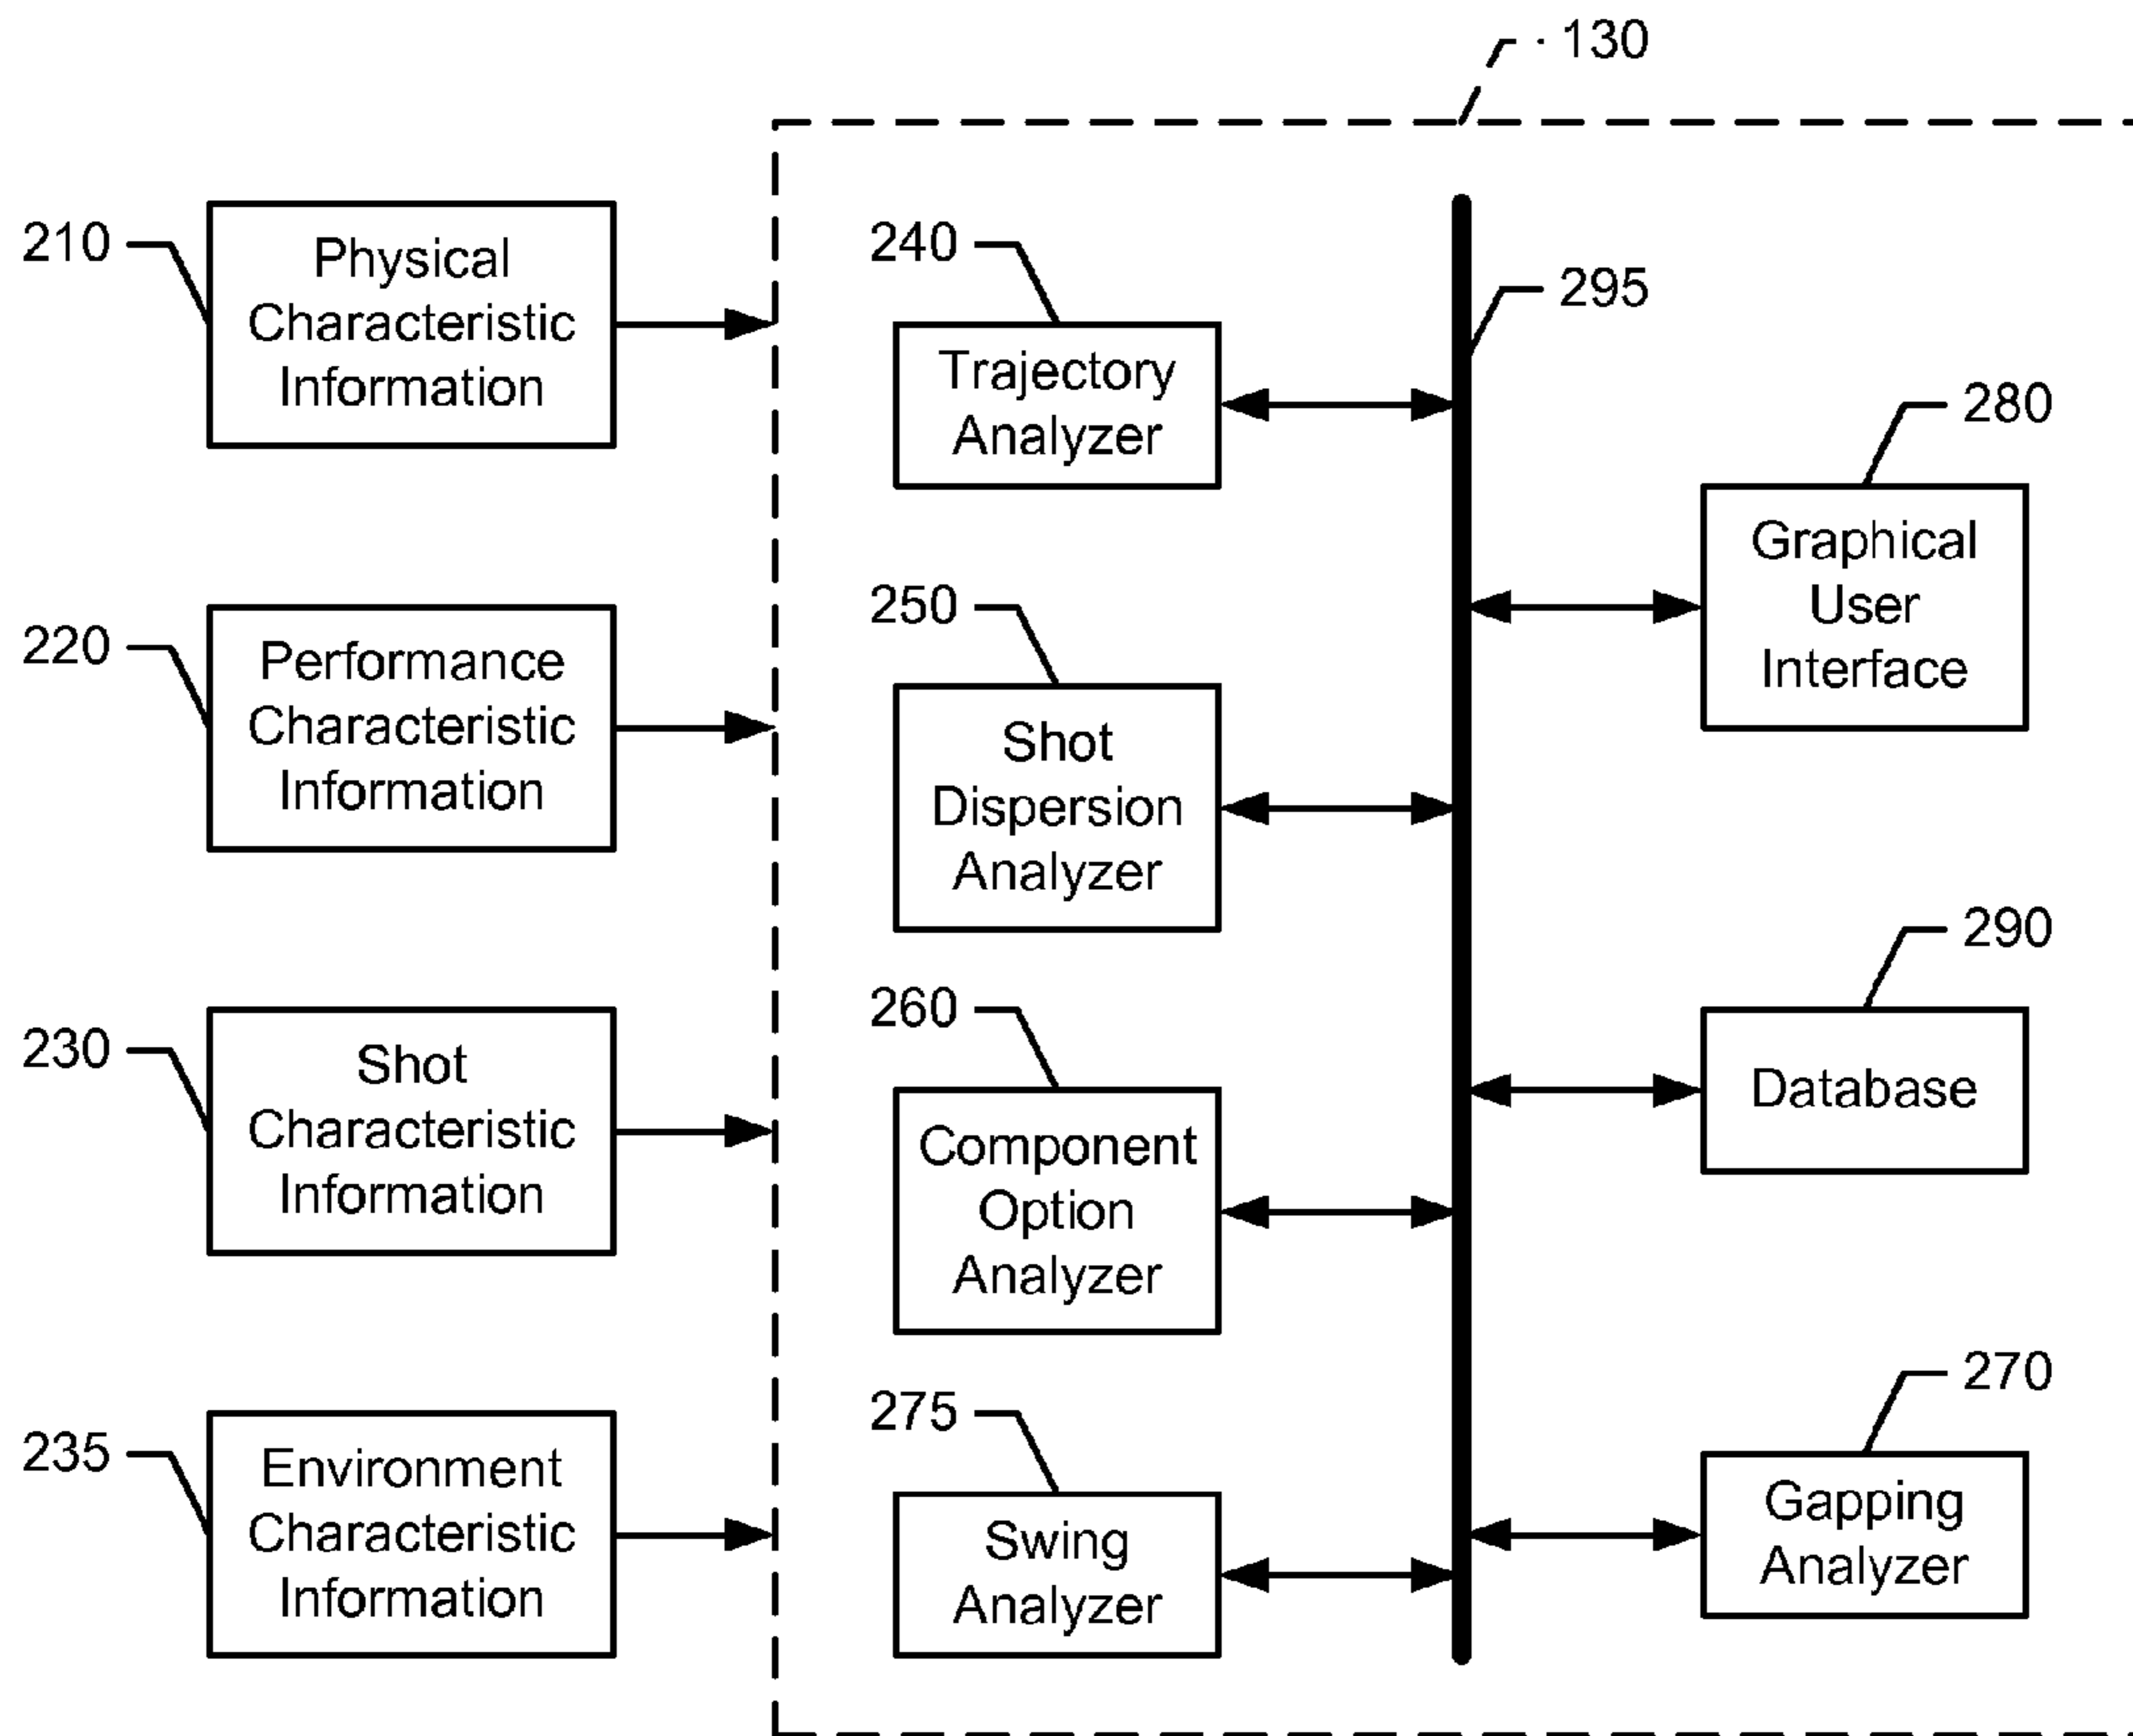 130
210
Physical
Characteristic
Information
240
Trajectory
Analyzer
295
280
Graphical
User
Interface
220
Performance
Characteristic
Information
250
Shot
Dispersion
Analyzer
290
Database
230
Shot
Characteristic
Information
260
Component
Option
Analyzer
270
Gapping
Analyzer
235
Environment
Characteristic
Information
275
Swing
Analyzer